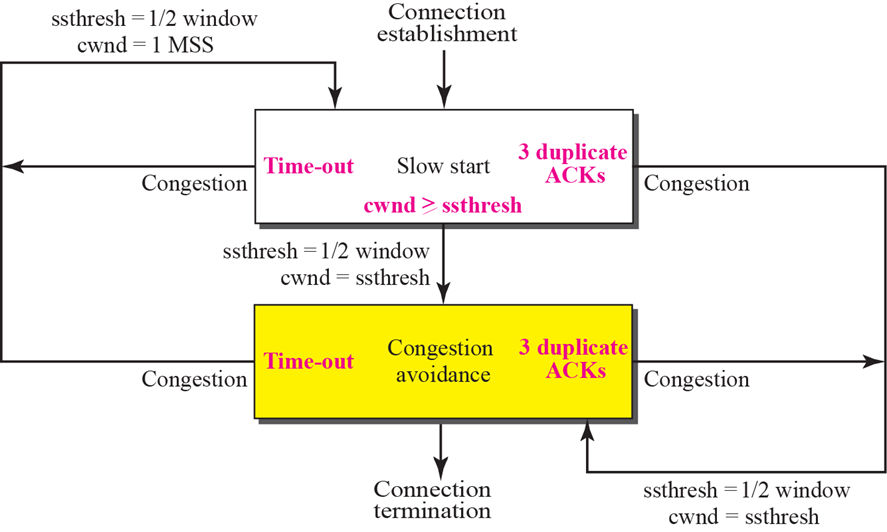 ssthresh = 1/2 window
cwnd = 1 MSS
Connection
establishment
Time-out
Slow start
3 duplicate
ACKs
cwnd ≥ ssthresh
Congestion
Congestion
ssthresh = 1/2 window
cwnd = ssthresh
Time-out
Congestion
avoidance
3 duplicate
ACKs
Congestion
Congestion
Connection
termination
ssthresh = 1/2 window
cwnd = ssthresh